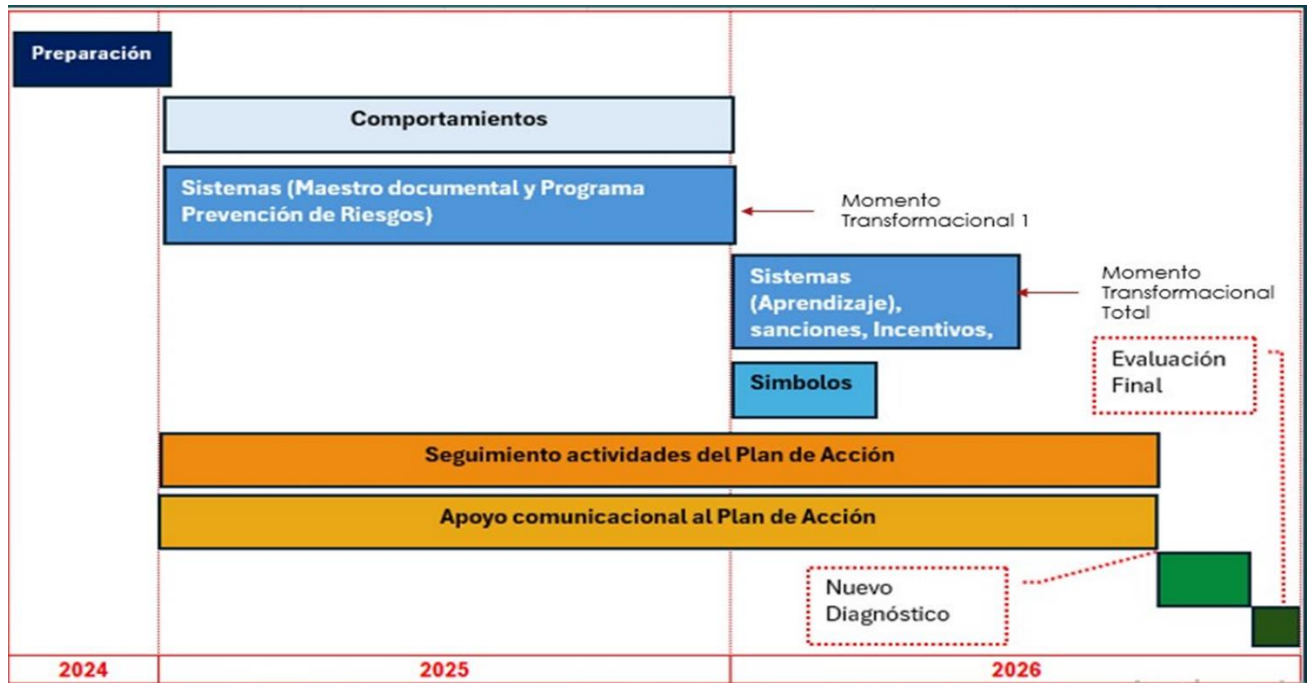 Preparación
Comportamientos
Sistemas (Maestro documental y Programa
Prevención de Riesgos)
Momento
Transformacional 1
Sistemas
(Aprendizaje),
sanciones, Incentivos,
Momento
Transformacional
Total
Evaluación
Final
Simbolos
Seguimiento actividades del Plan de Acción
Apoyo comunicacional al Plan de Acción
Nuevo
Diagnóstico
2024
2025
2026